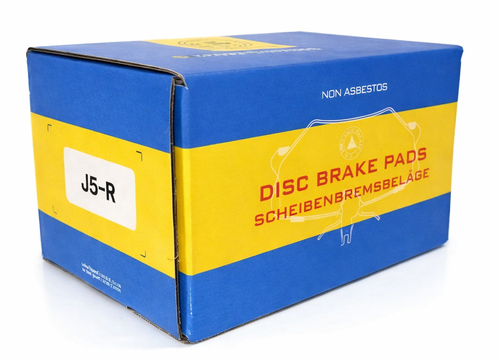 NON ASBESTOS
DISC BRAKE PADS
SCHEIBENBREMSBELÄGE
J5-R